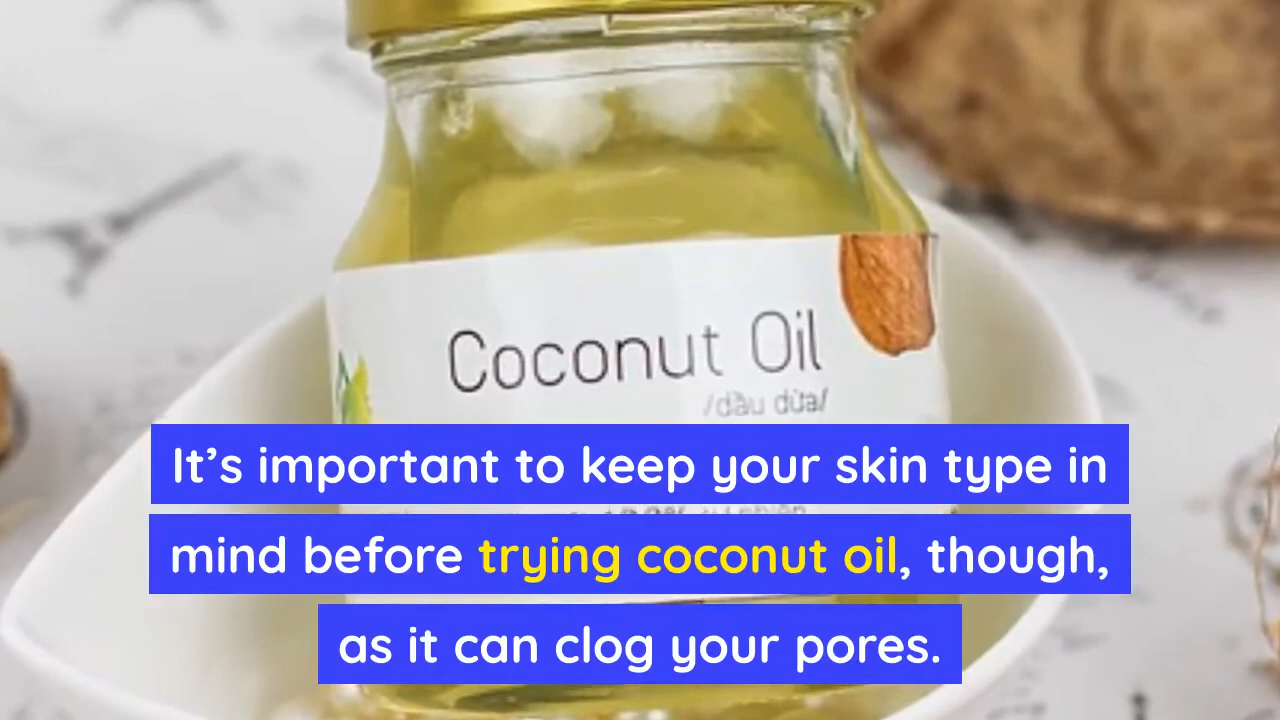 Coconut Oil
/dầu dừa/
It’s important to keep your skin type in
mind before trying coconut oil, though,
as it can clog your pores.